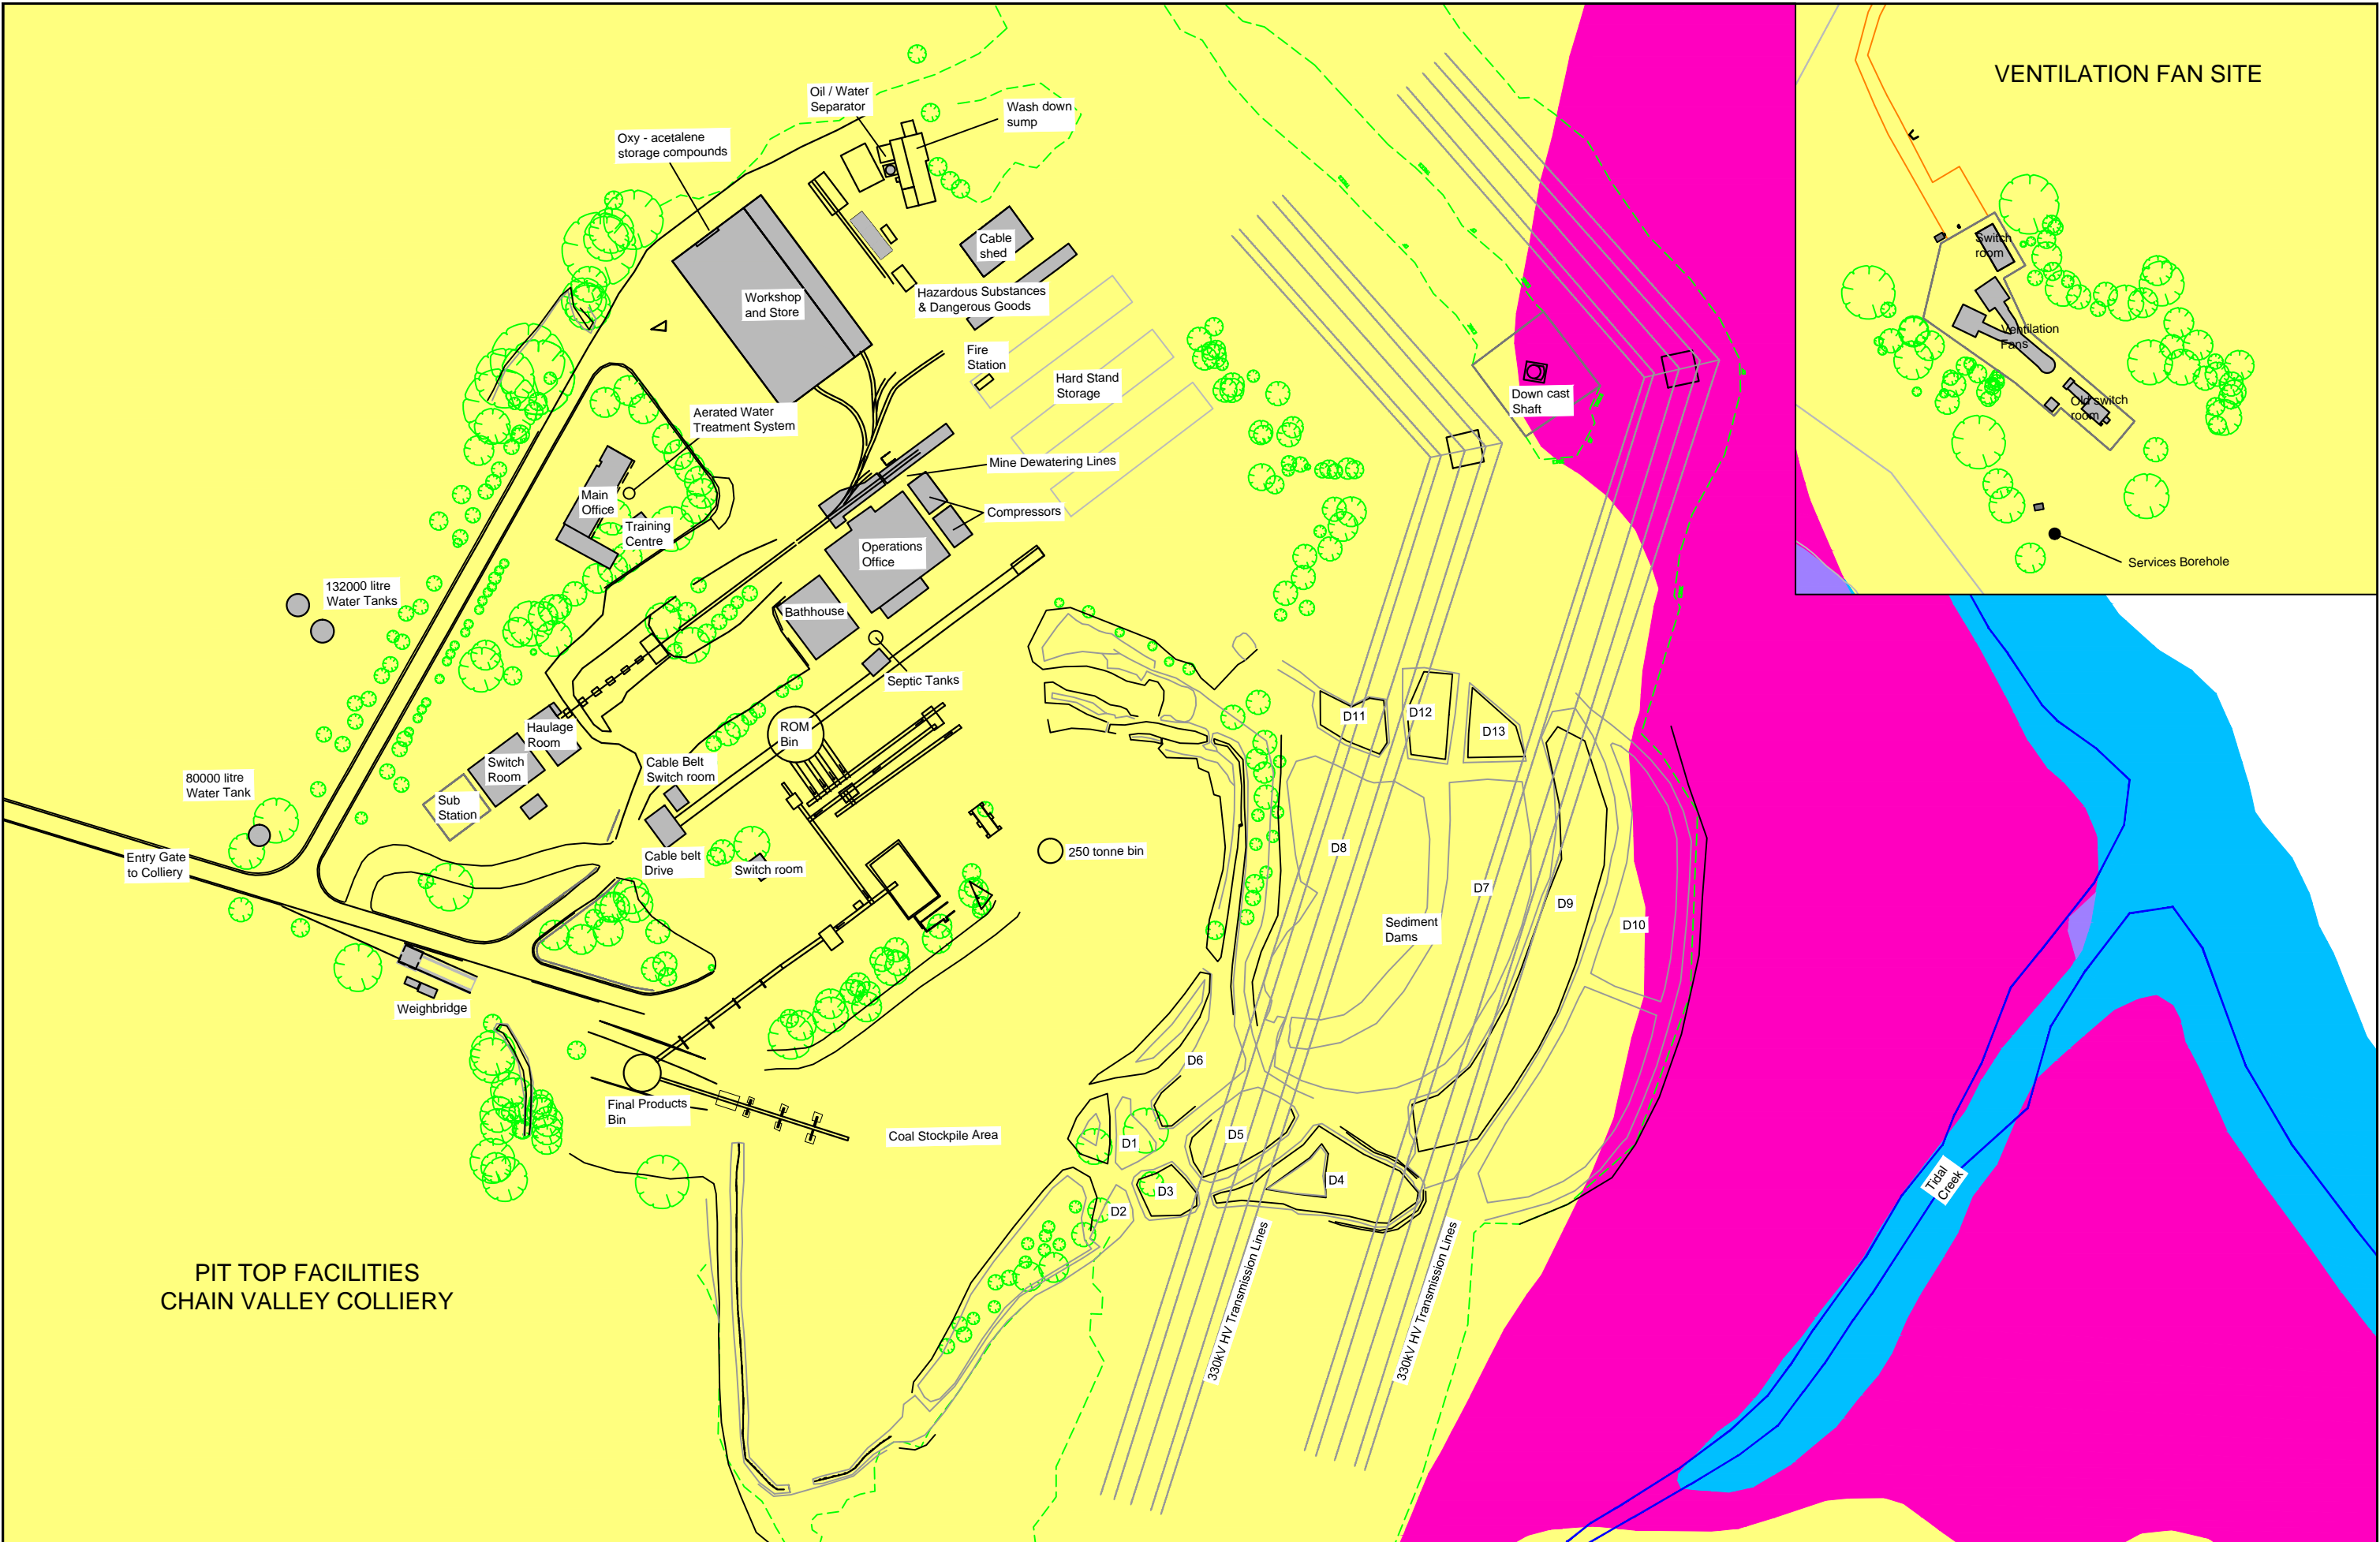 VENTILATION FAN SITE
Oil / Water
Separator
Wash down
sump
Oxy - acetalene
storage compounds
Cable
shed
Switch
room
Hazardous Substances
& Dangerous Goods
Workshop
and Store
Ventilation
Fans
Fire
Station
Hard Stand
Storage
Down cast
Shaft
Old switch
room
Aerated Water
Treatment System
Mine Dewatering Lines
Main
Office
Compressors
Training
Centre
Operations
Office
Services Borehole
132000 litre
Water Tanks
Bathhouse
Septic Tanks
D11
D12
D13
Haulage
Room
ROM
Bin
Switch
Room
Cable Belt
Switch room
80000 litre
Water Tank
Sub
Station
Entry Gate
to Colliery
Cable belt
Drive
Switch room
250 tonne bin
D8
D7
D9
D10
Sediment
Dams
Weighbridge
D6
Final Products
Bin
Coal Stockpile Area
D1
D5
D3
D4
D2
Tidal
Creek
330kV HV Transmission Lines
330kV HV Transmission Lines
PIT TOP FACILITIES
CHAIN VALLEY COLLIERY